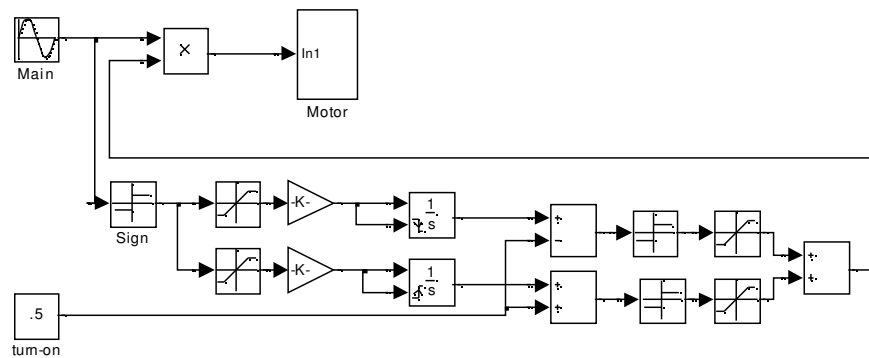 Main
×
In1
Motor
Sign
-K-
1
s
+
-
-K-
1
s
+
+
+
+
.5
turn-on